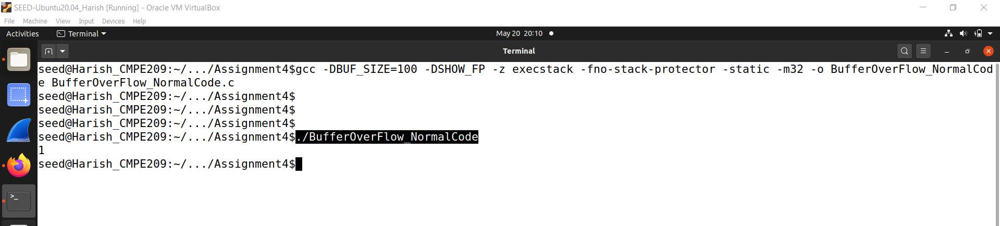 SEED-Ubuntu20.04_Harish [Running] - Oracle VM VirtualBox
File Machine View Input Devices Help
Activities Terminal May 20 20:10
Terminal
seed@Harish_CMPE209:~/.../Assignment4$gcc -DBUF_SIZE=100 -DSHOW_FP -z execstack -fno-stack-protector -static -m32 -o BufferOverFlow_NormalCod
e BufferOverFlow_NormalCode.c
seed@Harish_CMPE209:~/.../Assignment4$
seed@Harish_CMPE209:~/.../Assignment4$
seed@Harish_CMPE209:~/.../Assignment4$
seed@Harish_CMPE209:~/.../Assignment4$./BufferOverFlow_NormalCode
1
seed@Harish_CMPE209:~/.../Assignment4$